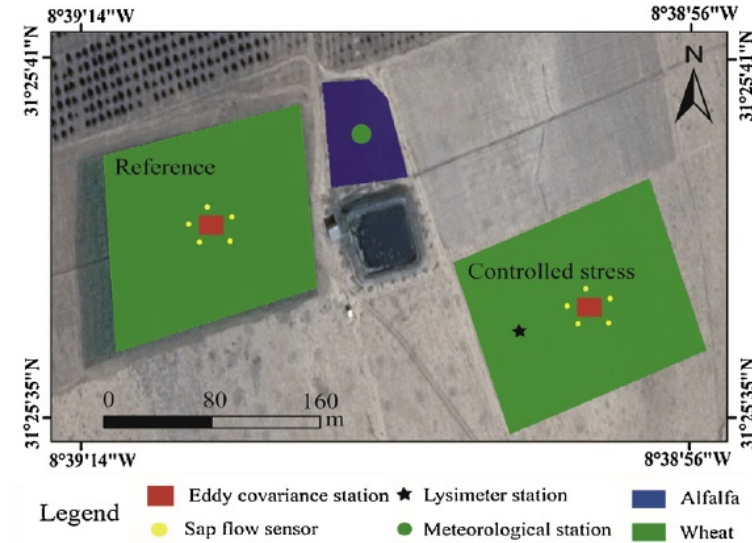 8°39'14"W
8°38'56"W
31°25'41"N
31°25'41"N
N
Reference
Controlled stress
0 80 160
m
31°25'35"N
31°25'35"N
8°39'14"W
8°38'56"W
Legend
Eddy covariance station
Lysimeter station
Alfalfa
Sap flow sensor
Meteorological station
Wheat